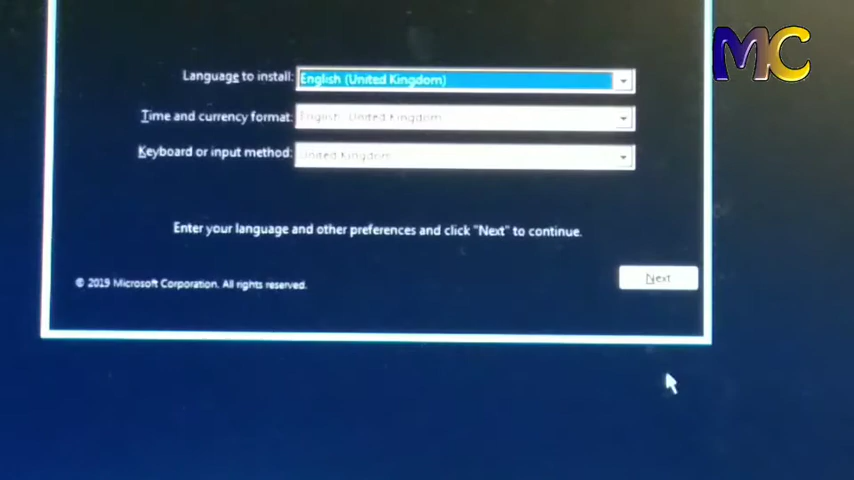 MC
Language to install: English (United Kingdom)
Time and currency format: English (United Kingdom)
Keyboard or input method: United Kingdom
Enter your language and other preferences and click "Next" to continue.
© 2019 Microsoft Corporation. All rights reserved.
Next